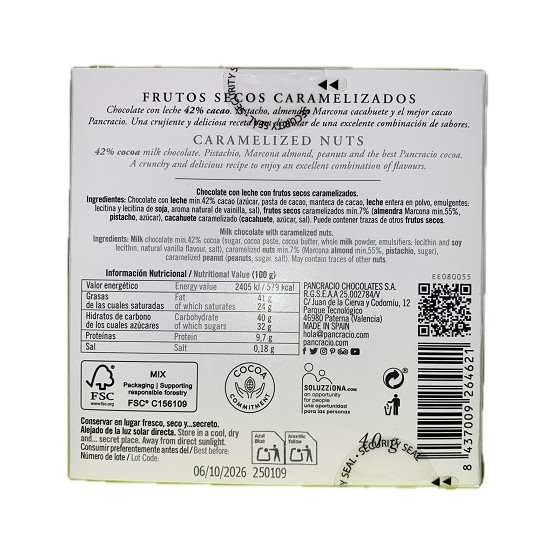 FRUTOS SECOS CARAMELIZADOS
Chocolate con leche 42% cacao. Pistacho, almendra Marcona cacahuete y el mejor cacao
Pancracio. Una crujiente y deliciosa receta para disfrutar de una excelente combinación de sabores.
CARAMELIZED NUTS
42% cocoa milk chocolate. Pistachio, Marcona almond, peanuts and the best Pancracio cocoa.
A crunchy and delicious recipe to enjoy an excellent combination of flavours.
Chocolate con leche con frutos secos caramelizados.
Ingredientes: Chocolate con leche min.42% cacao (azúcar, pasta de cacao, manteca de cacao, leche entera en polvo, emulgentes:
lecitina y lecitina de soja, aroma natural de vainilla, sal), frutos secos caramelizados min.7% (almendra Marcona min.55%,
pistacho, azúcar), cacahuete caramelizado (cacahuete, azúcar, sal). Puede contener trazas de otros frutos secos.
Milk chocolate with caramelized nuts.
Ingredients: Milk chocolate min.42% cocoa (sugar, cocoa paste, cocoa butter, whole milk powder, emulsifiers: lecithin and soy
lecithin, natural vanilla flavour, salt), caramelized nuts min.7% (Marcona almond min.55%, pistachio, sugar),
caramelized peanut (peanuts, sugar, salt). May contain traces of other nuts.
Información Nutricional / Nutritional Value (100 g)
Valor energético Energy value 2405 kJ / 579 kcal
Grasas Fat 41 g
de las cuales saturadas of which saturates 24 g
Hidratos de carbono Carbohydrate 40 g
de los cuales azúcares of which sugars 32 g
Proteínas Protein 9,7 g
Sal Salt 0,18 g
PANCRACIO CHOCOLATES S.A.
R.G.S.E.A.A 25.002784/V
C/ Juan de la Cierva y Codorníu, 12
Parque Tecnológico
46980 Paterna (Valencia)
MADE IN SPAIN
hola@pancracio.com
pancracio.com
EE080055
8 437009 264621
FSC
www.fsc.org
MIX
Packaging | Supporting
responsible forestry
FSC® C156109
COCOA
COMMITMENT
SOLUZZIONA.com
an opportunity
for people
una oportunidad
para las personas
Conservar en lugar fresco, seco y...secreto.
Alejado de la luz solar directa. Store in a cool, dry
and... secret place. Away from direct sunlight.
Consumir preferentemente antes del / Best before:
Número de lote / Lot Code:
06/10/2026 250109
Azul
Blue
Amarillo
Yellow
40 g
SECURITY SEAL
SECURITY SEAL